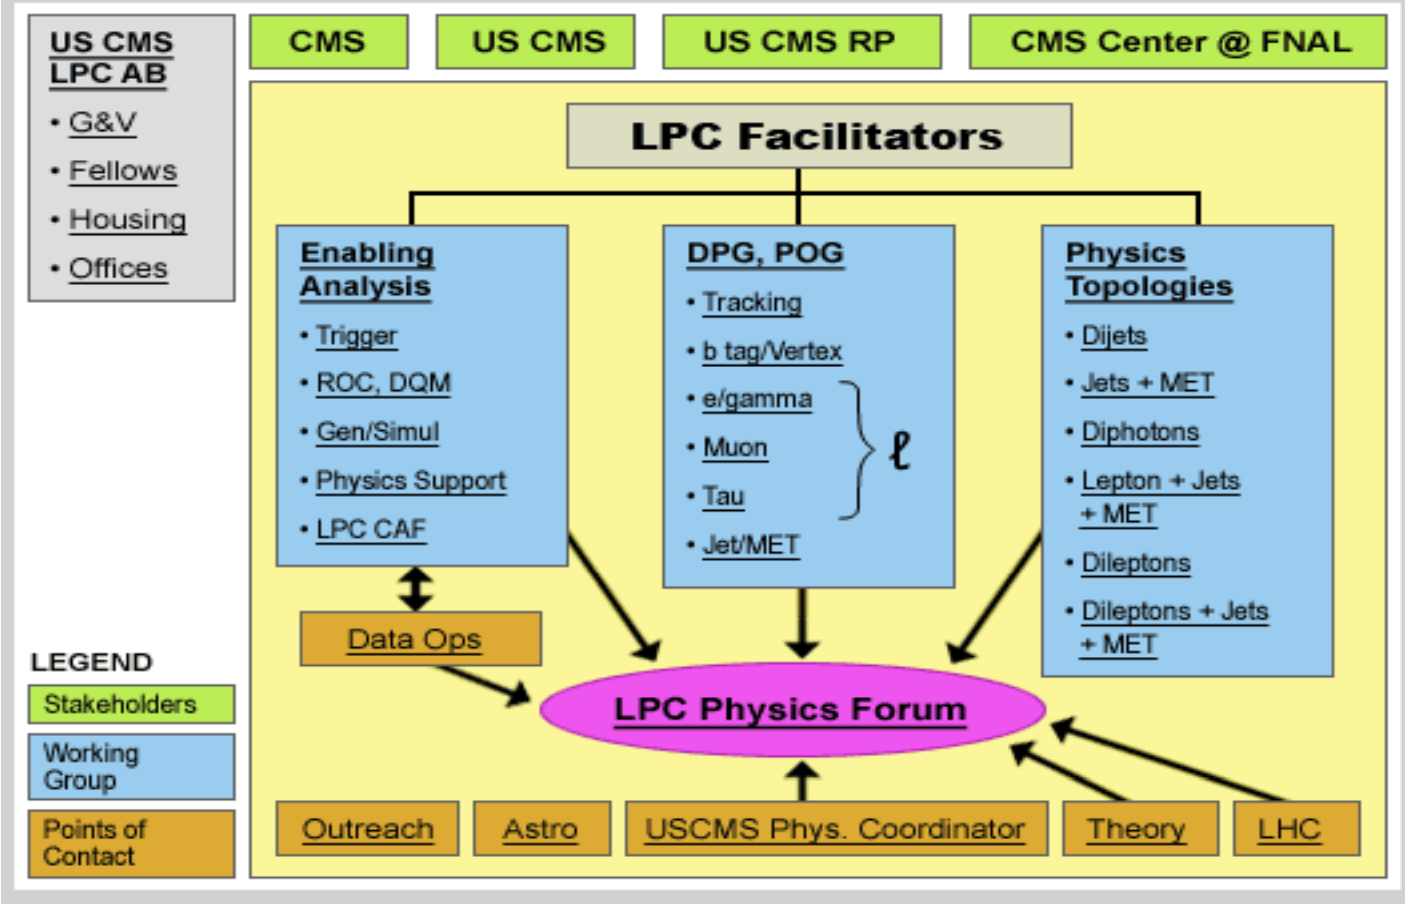 US CMS
LPC AB
• G&V
• Fellows
• Housing
• Offices
CMS
US CMS
US CMS RP
CMS Center @ FNAL
LPC Facilitators
Enabling
Analysis
• Trigger
• ROC, DQM
• Gen/Simul
• Physics Support
• LPC CAF
DPG, POG
• Tracking
• b tag/Vertex
• e/gamma
• Muon
• Tau
• Jet/MET
ℓ
Physics
Topologies
• Dijets
• Jets + MET
• Diphotons
• Lepton + Jets
+ MET
• Dileptons
• Dileptons + Jets
+ MET
Data Ops
LPC Physics Forum
Outreach
Astro
USCMS Phys. Coordinator
Theory
LHC
LEGEND
Stakeholders
Working
Group
Points of
Contact